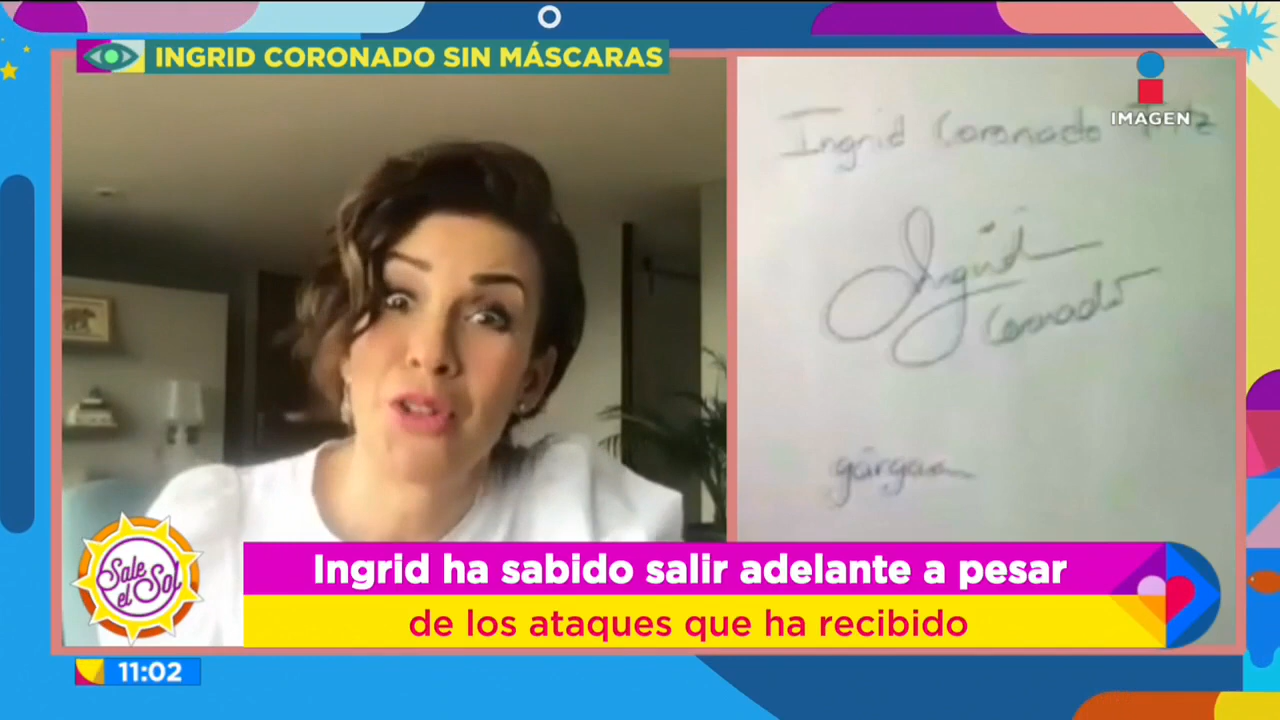 INGRID CORONADO SIN MÁSCARAS
IMAGEN
Ingrid Coronado
Ingrid
Coronado
Sale
el
Sol
Ingrid ha sabido salir adelante a pesar
de los ataques que ha recibido
11:02